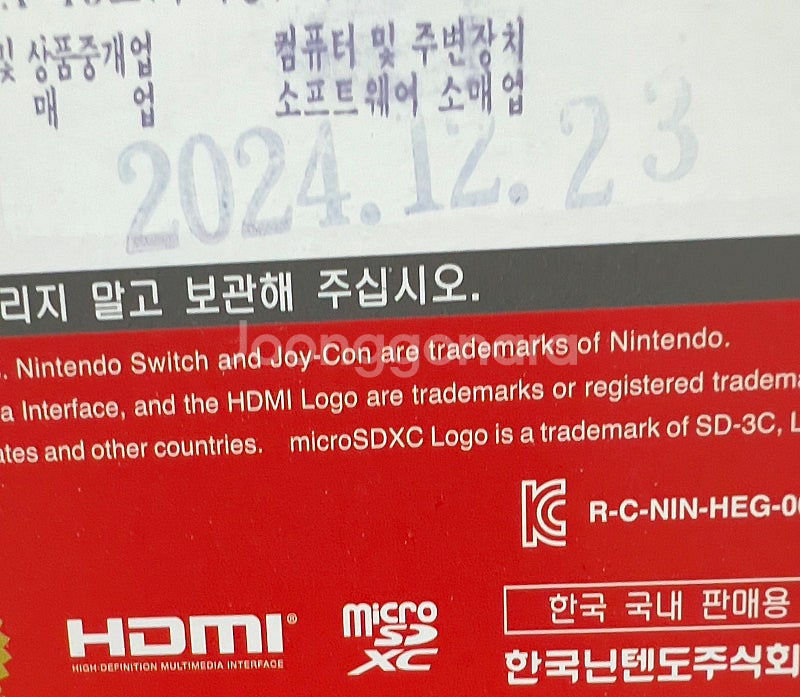 및 상품중개업 컴퓨터 및 주변장치
매 업 소프트웨어 소매업
2024.12.23
리지 말고 보관해 주십시오.
Joonggonara
. Nintendo Switch and Joy-Con are trademarks of Nintendo.
a Interface, and the HDMI Logo are trademarks or registered tradema
ates and other countries. microSDXC Logo is a trademark of SD-3C, L
KC R-C-NIN-HEG-00
HDMI®
HIGH-DEFINITION MULTIMEDIA INTERFACE
micro SD XC
한국 국내 판매용
한국닌텐도주식회